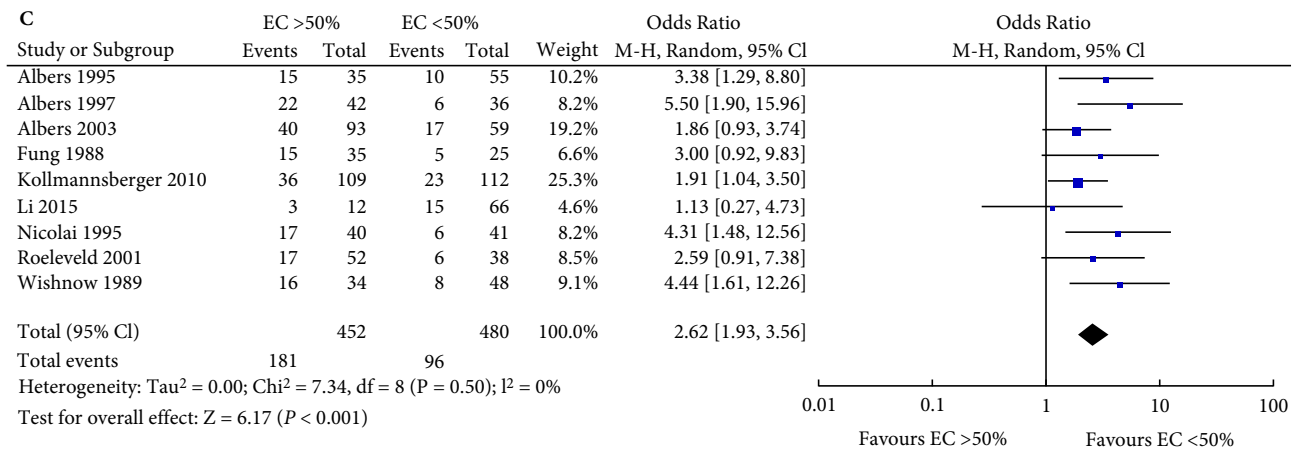 C
EC >50% EC <50% Odds Ratio Odds Ratio
Study or Subgroup Events Total Events Total Weight M-H, Random, 95% Cl M-H, Random, 95% Cl
Albers 1995 15 35 10 55 10.2% 3.38 [1.29, 8.80]
Albers 1997 22 42 6 36 8.2% 5.50 [1.90, 15.96]
Albers 2003 40 93 17 59 19.2% 1.86 [0.93, 3.74]
Fung 1988 15 35 5 25 6.6% 3.00 [0.92, 9.83]
Kollmannsberger 2010 36 109 23 112 25.3% 1.91 [1.04, 3.50]
Li 2015 3 12 15 66 4.6% 1.13 [0.27, 4.73]
Nicolai 1995 17 40 6 41 8.2% 4.31 [1.48, 12.56]
Roeleveld 2001 17 52 6 38 8.5% 2.59 [0.91, 7.38]
Wishnow 1989 16 34 8 48 9.1% 4.44 [1.61, 12.26]
Total (95% Cl) 452 480 100.0% 2.62 [1.93, 3.56]
Total events 181 96
Heterogeneity: Tau² = 0.00; Chi² = 7.34, df = 8 (P = 0.50); l² = 0%
Test for overall effect: Z = 6.17 (P < 0.001)
0.01 0.1 1 10 100
Favours EC >50% Favours EC <50%